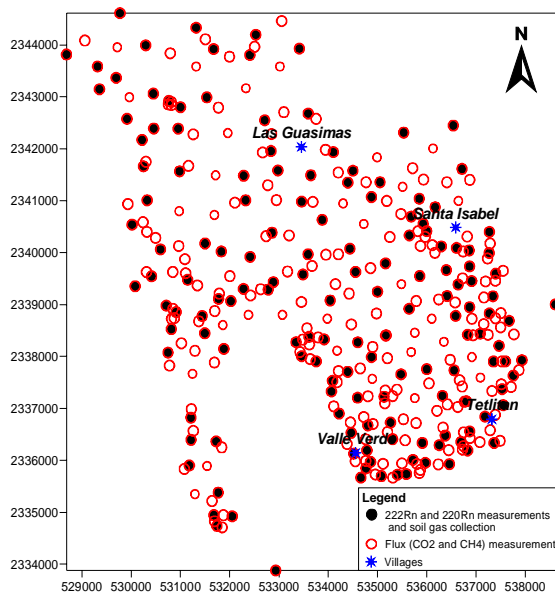 2344000
2343000
2342000
2341000
2340000
2339000
2338000
2337000
2336000
2335000
2334000
N
Las Guasimas
Santa Isabel
Tetlitan
Valle Verde
Legend
222Rn and 220Rn measurements
and soil gas collection
Flux (CO2 and CH4) measurement
Villages
529000 530000 531000 532000 533000 534000 535000 536000 537000 538000